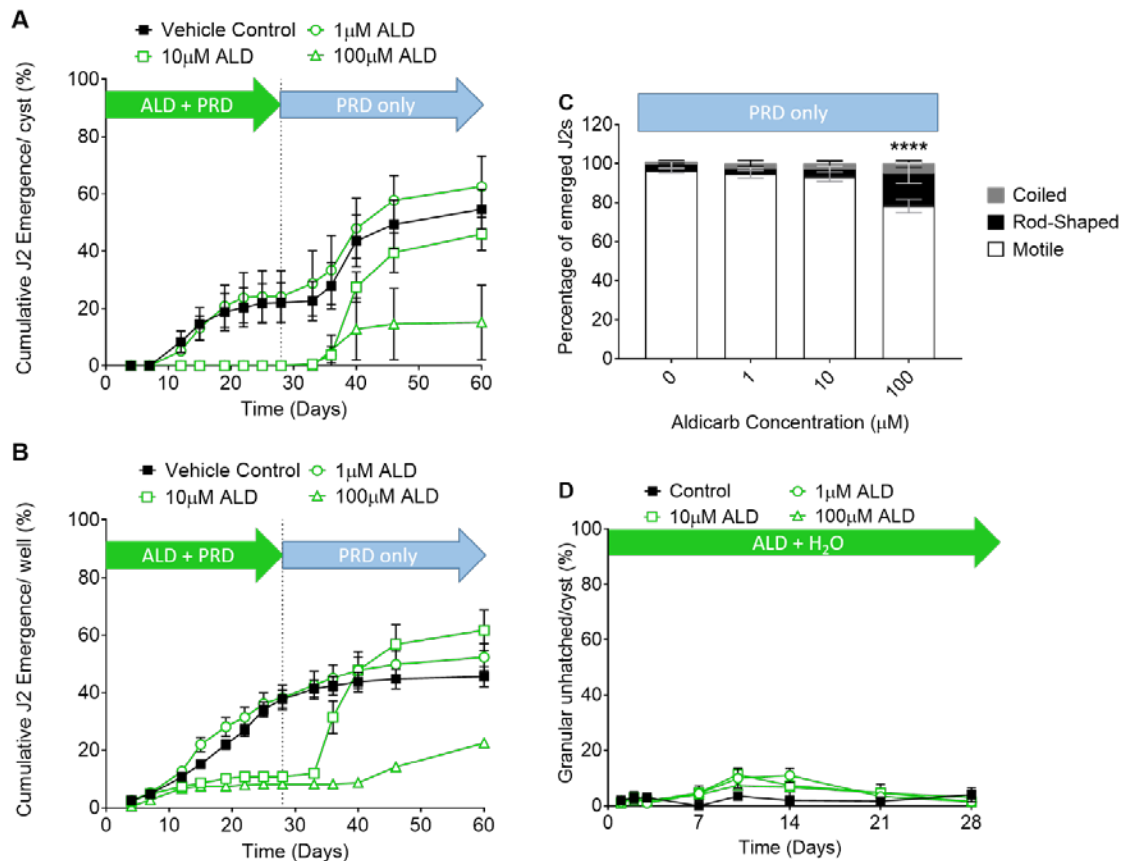 A
Vehicle Control
1μM ALD
10μM ALD
100μM ALD
Cumulative J2 Emergence/ cyst (%)
100
80
60
40
20
0
ALD + PRD
PRD only
0 10 20 30 40 50 60
Time (Days)
C
PRD only
Percentage of emerged J2s
120
100
80
60
40
20
0
****
Coiled
Rod-Shaped
Motile
0 1 10 100
Aldicarb Concentration (μM)
B
Vehicle Control
1μM ALD
10μM ALD
100μM ALD
Cumulative J2 Emergence/ well (%)
100
80
60
40
20
0
ALD + PRD
PRD only
0 10 20 30 40 50 60
Time (Days)
D
Control
1μM ALD
10μM ALD
100μM ALD
Granular unhatched/cyst (%)
100
80
60
40
20
0
ALD + H₂O
7 14 21 28
Time (Days)